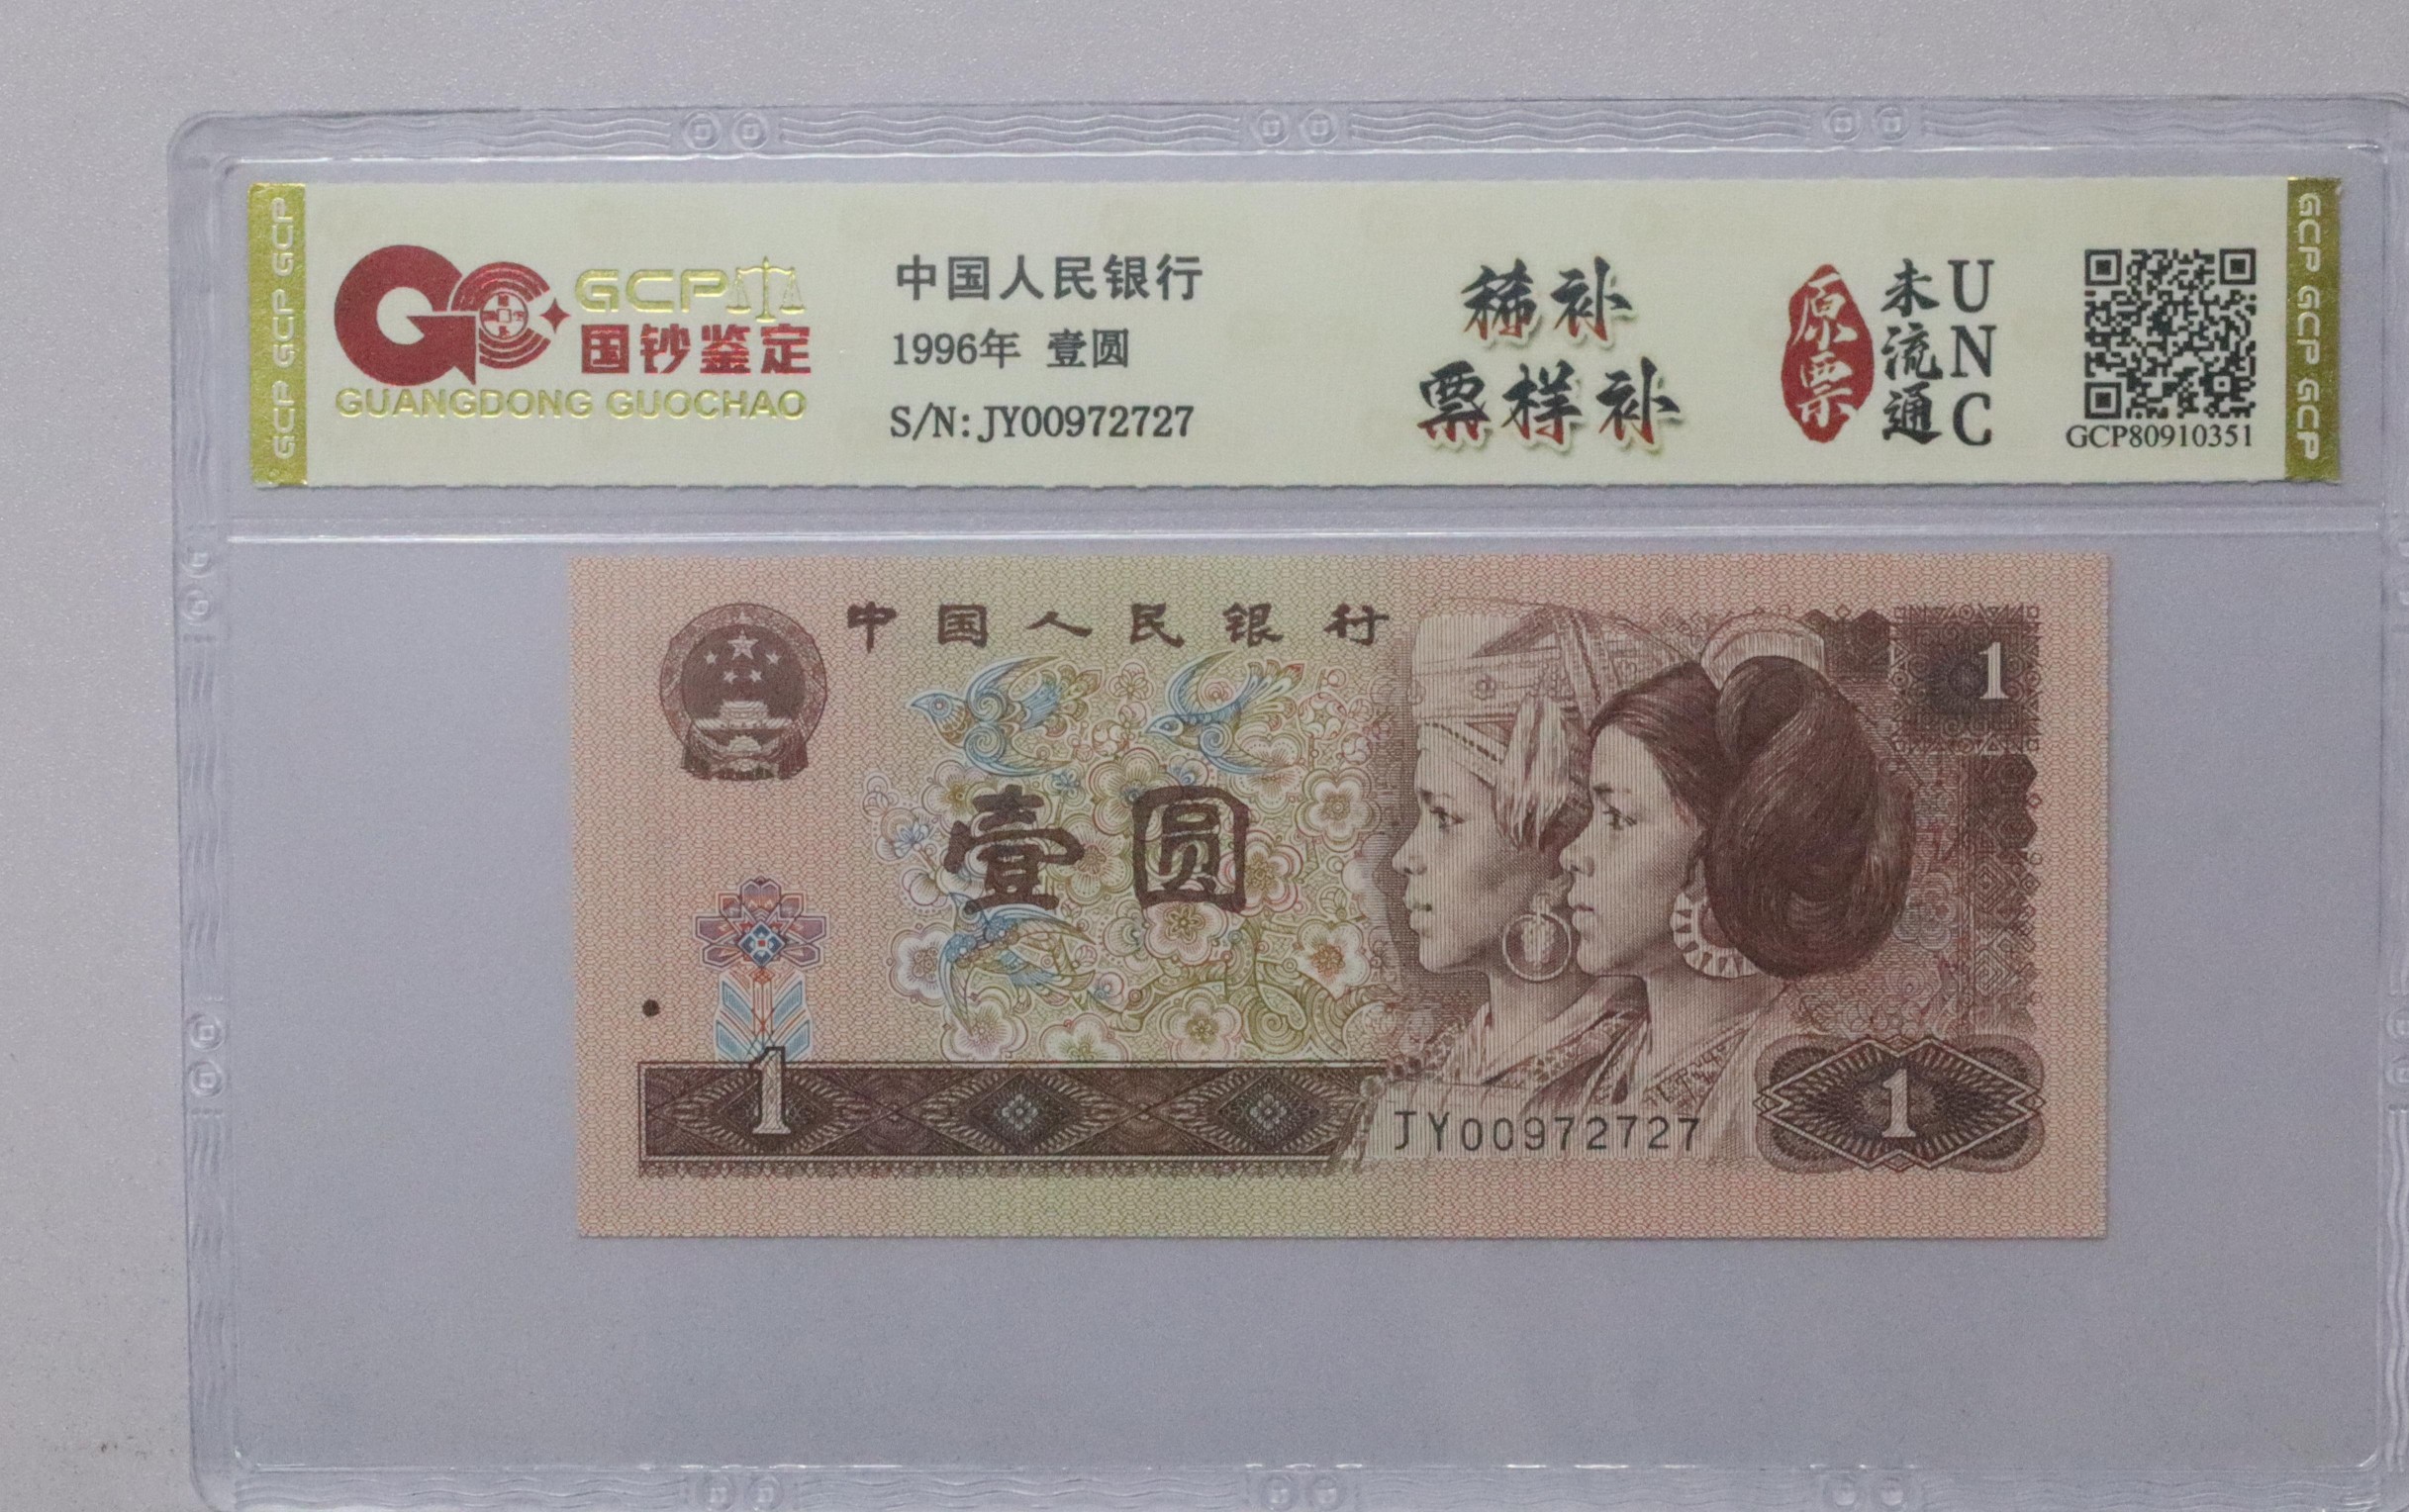 GCP GCP GCP
GCP
国钞鉴定
GUANGDONG GUOCHAO
中国人民银行
1996年 壹圆
S/N:JY00972727
稀补
票样补
原票
未流通
UNC
GCP80910351
GCP GCP GCP
中国人民银行
1
壹圆
1
JY00972727
1